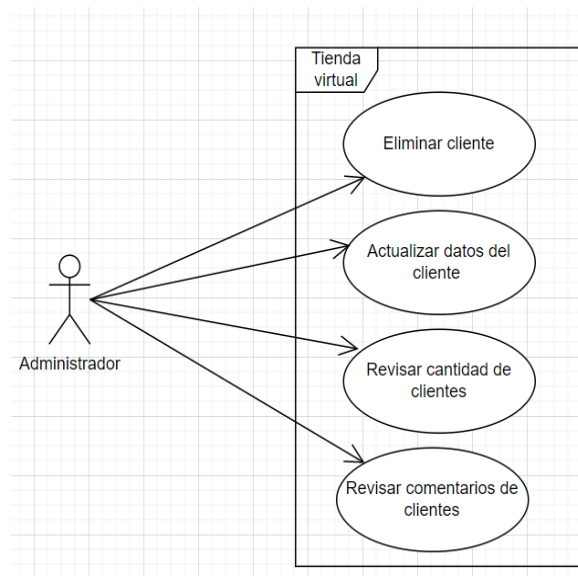 Tienda
virtual
Eliminar cliente
Actualizar datos del
cliente
Administrador
Revisar cantidad de
clientes
Revisar comentarios de
clientes